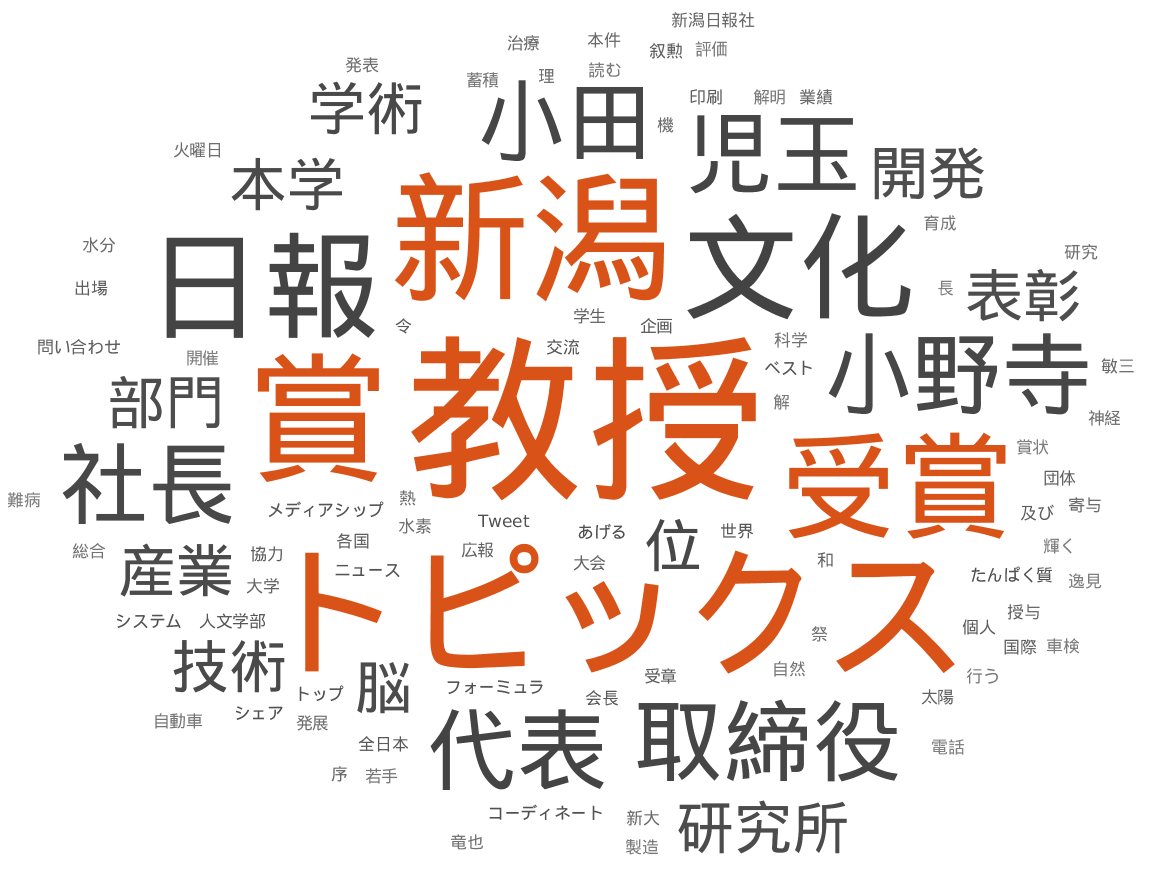 新潟日報社
治療
本件
叙勲
評価
発表
蓄積
理
読む
学術
小田
印刷
解明
業績
機
児玉
開発
火曜日
本学
新潟
文化
育成
水分
日報
研究
出場
長
表彰
令
学生
企画
問い合わせ
開催
交流
科学
ベスト
小野寺
敏三
部門
賞
教授
解
神経
社長
受賞
賞状
団体
難病
メディアシップ
熱
水素
Tweet
あげる
位
世界
及び
寄与
総合
産業
協力
各国
広報
大会
和
輝く
大学
ニュース
トピックス
たんぱく質
逸見
システム
人文学部
祭
個人
授与
技術
国際
車検
脳
トップ
フォーミュラ
受章
自然
行う
自動車
シェア
発展
会長
太陽
全日本
代表
取締役
電話
序
若手
コーディネート
新大
研究所
竜也
製造